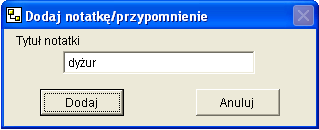 Dodaj notatkę/przypomnienie
Tytuł notatki
dyżur
Dodaj Anuluj